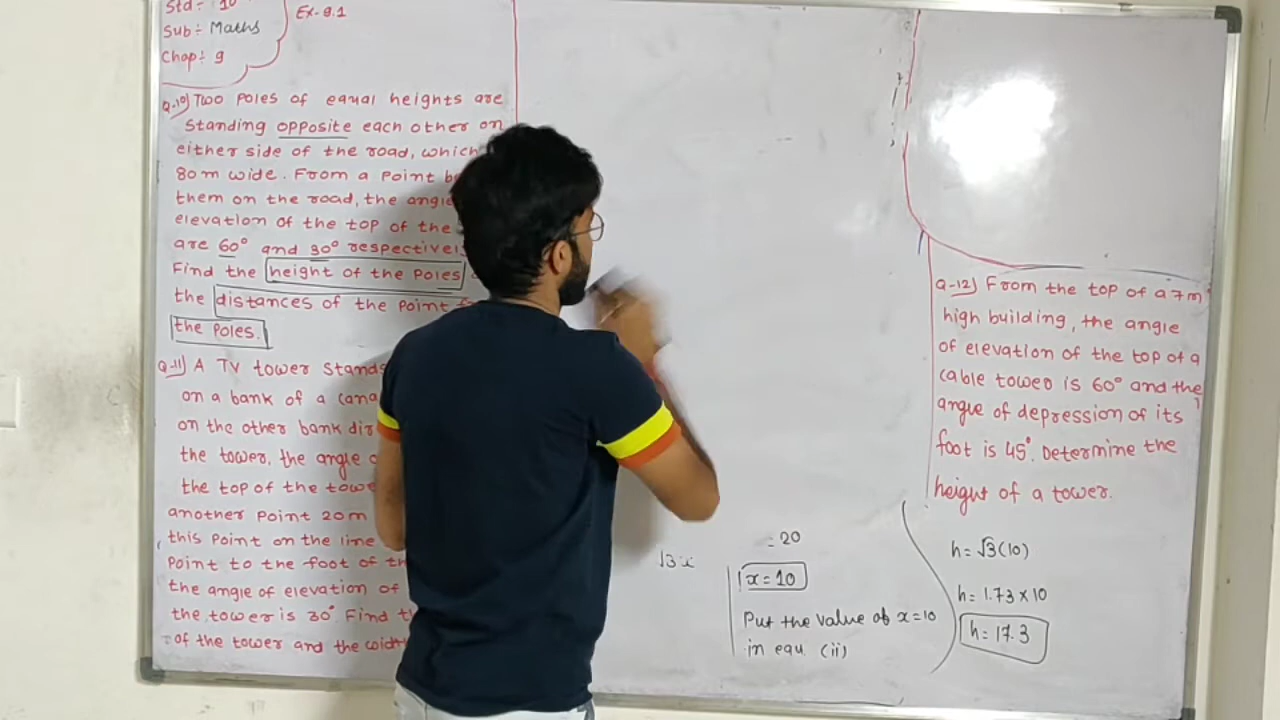 Std:- 10
Sub:- Maths
Chap:- 9
Ex-9.1
Q-10) Two poles of equal heights are
standing opposite each other on
either side of the road, which
80 m wide. From a point
them on the road, the
elevation of the top of the
are 60° and 30°
Find the height of the poles
the distances of the point
the poles.
Q-11) A TV tower stands
on a bank of a
on the other bank
the tower, the angle
the top of the
another point 20 m
this point on the line
point to the foot of
the angle of elevation of
the tower is 30°. Find
of the tower and the
√3x
= 20
x = 10
Put the value of x = 10
in equ (ii)
Q-12) From the top of a 7 m
high building, the angle
of elevation of the top of a
cable tower is 60° and the
angle of depression of its
foot is 45°. Determine the
height of a tower.
h = √3(10)
h = 1.73 × 10
h = 17.3